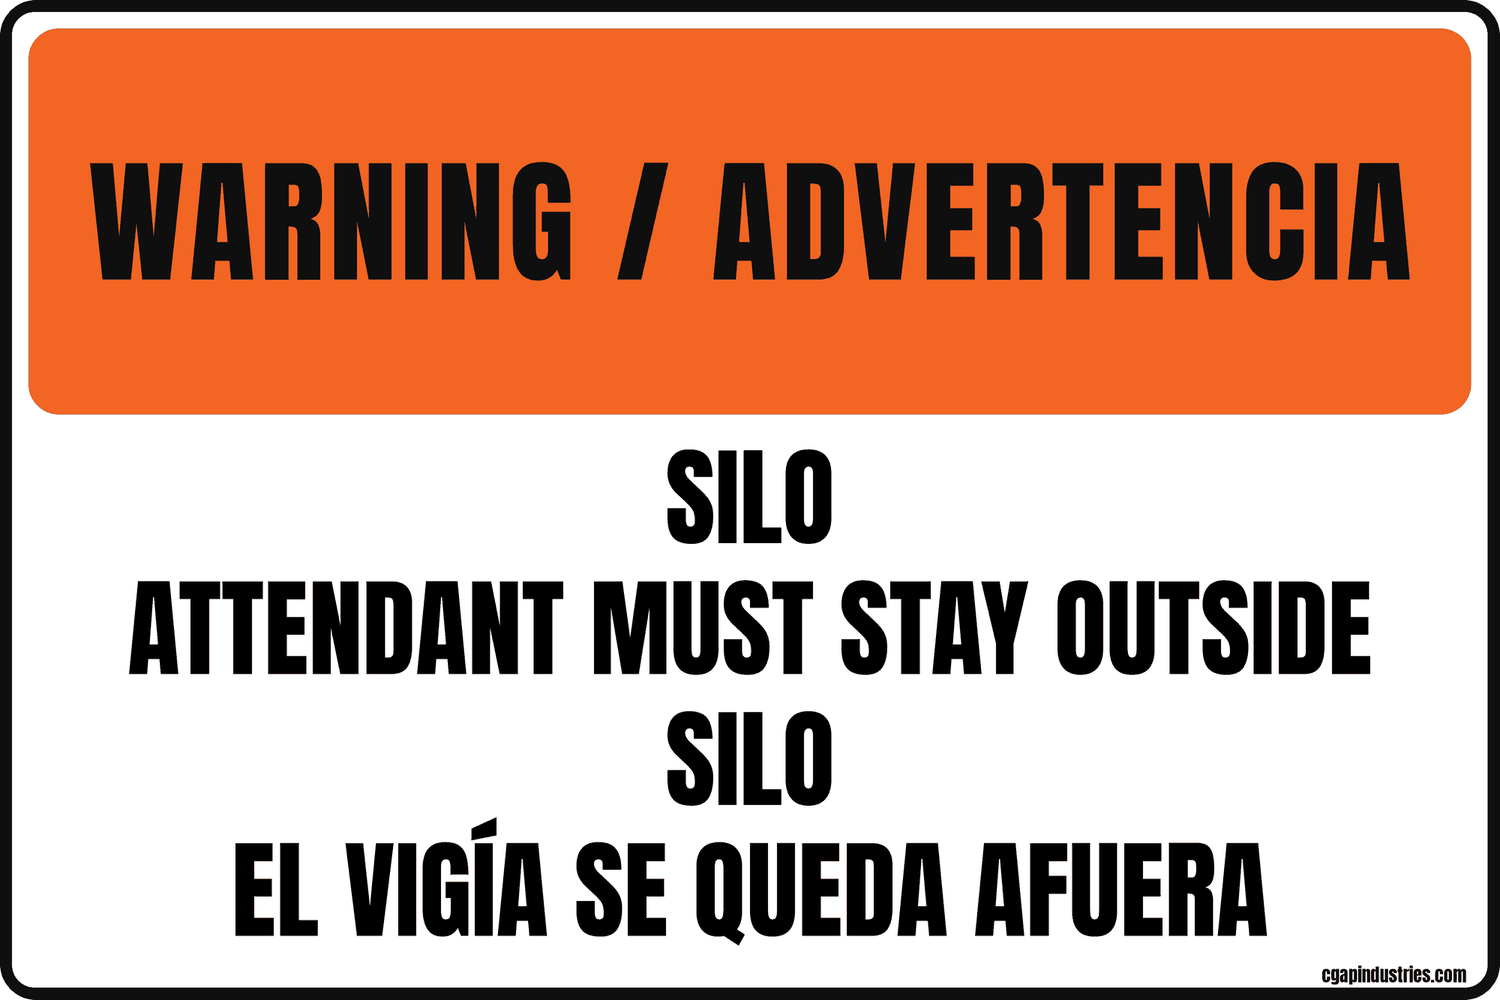 WARNING / ADVERTENCIA
SILO
ATTENDANT MUST STAY OUTSIDE
SILO
EL VIGÍA SE QUEDA AFUERA
cgapindustries.com